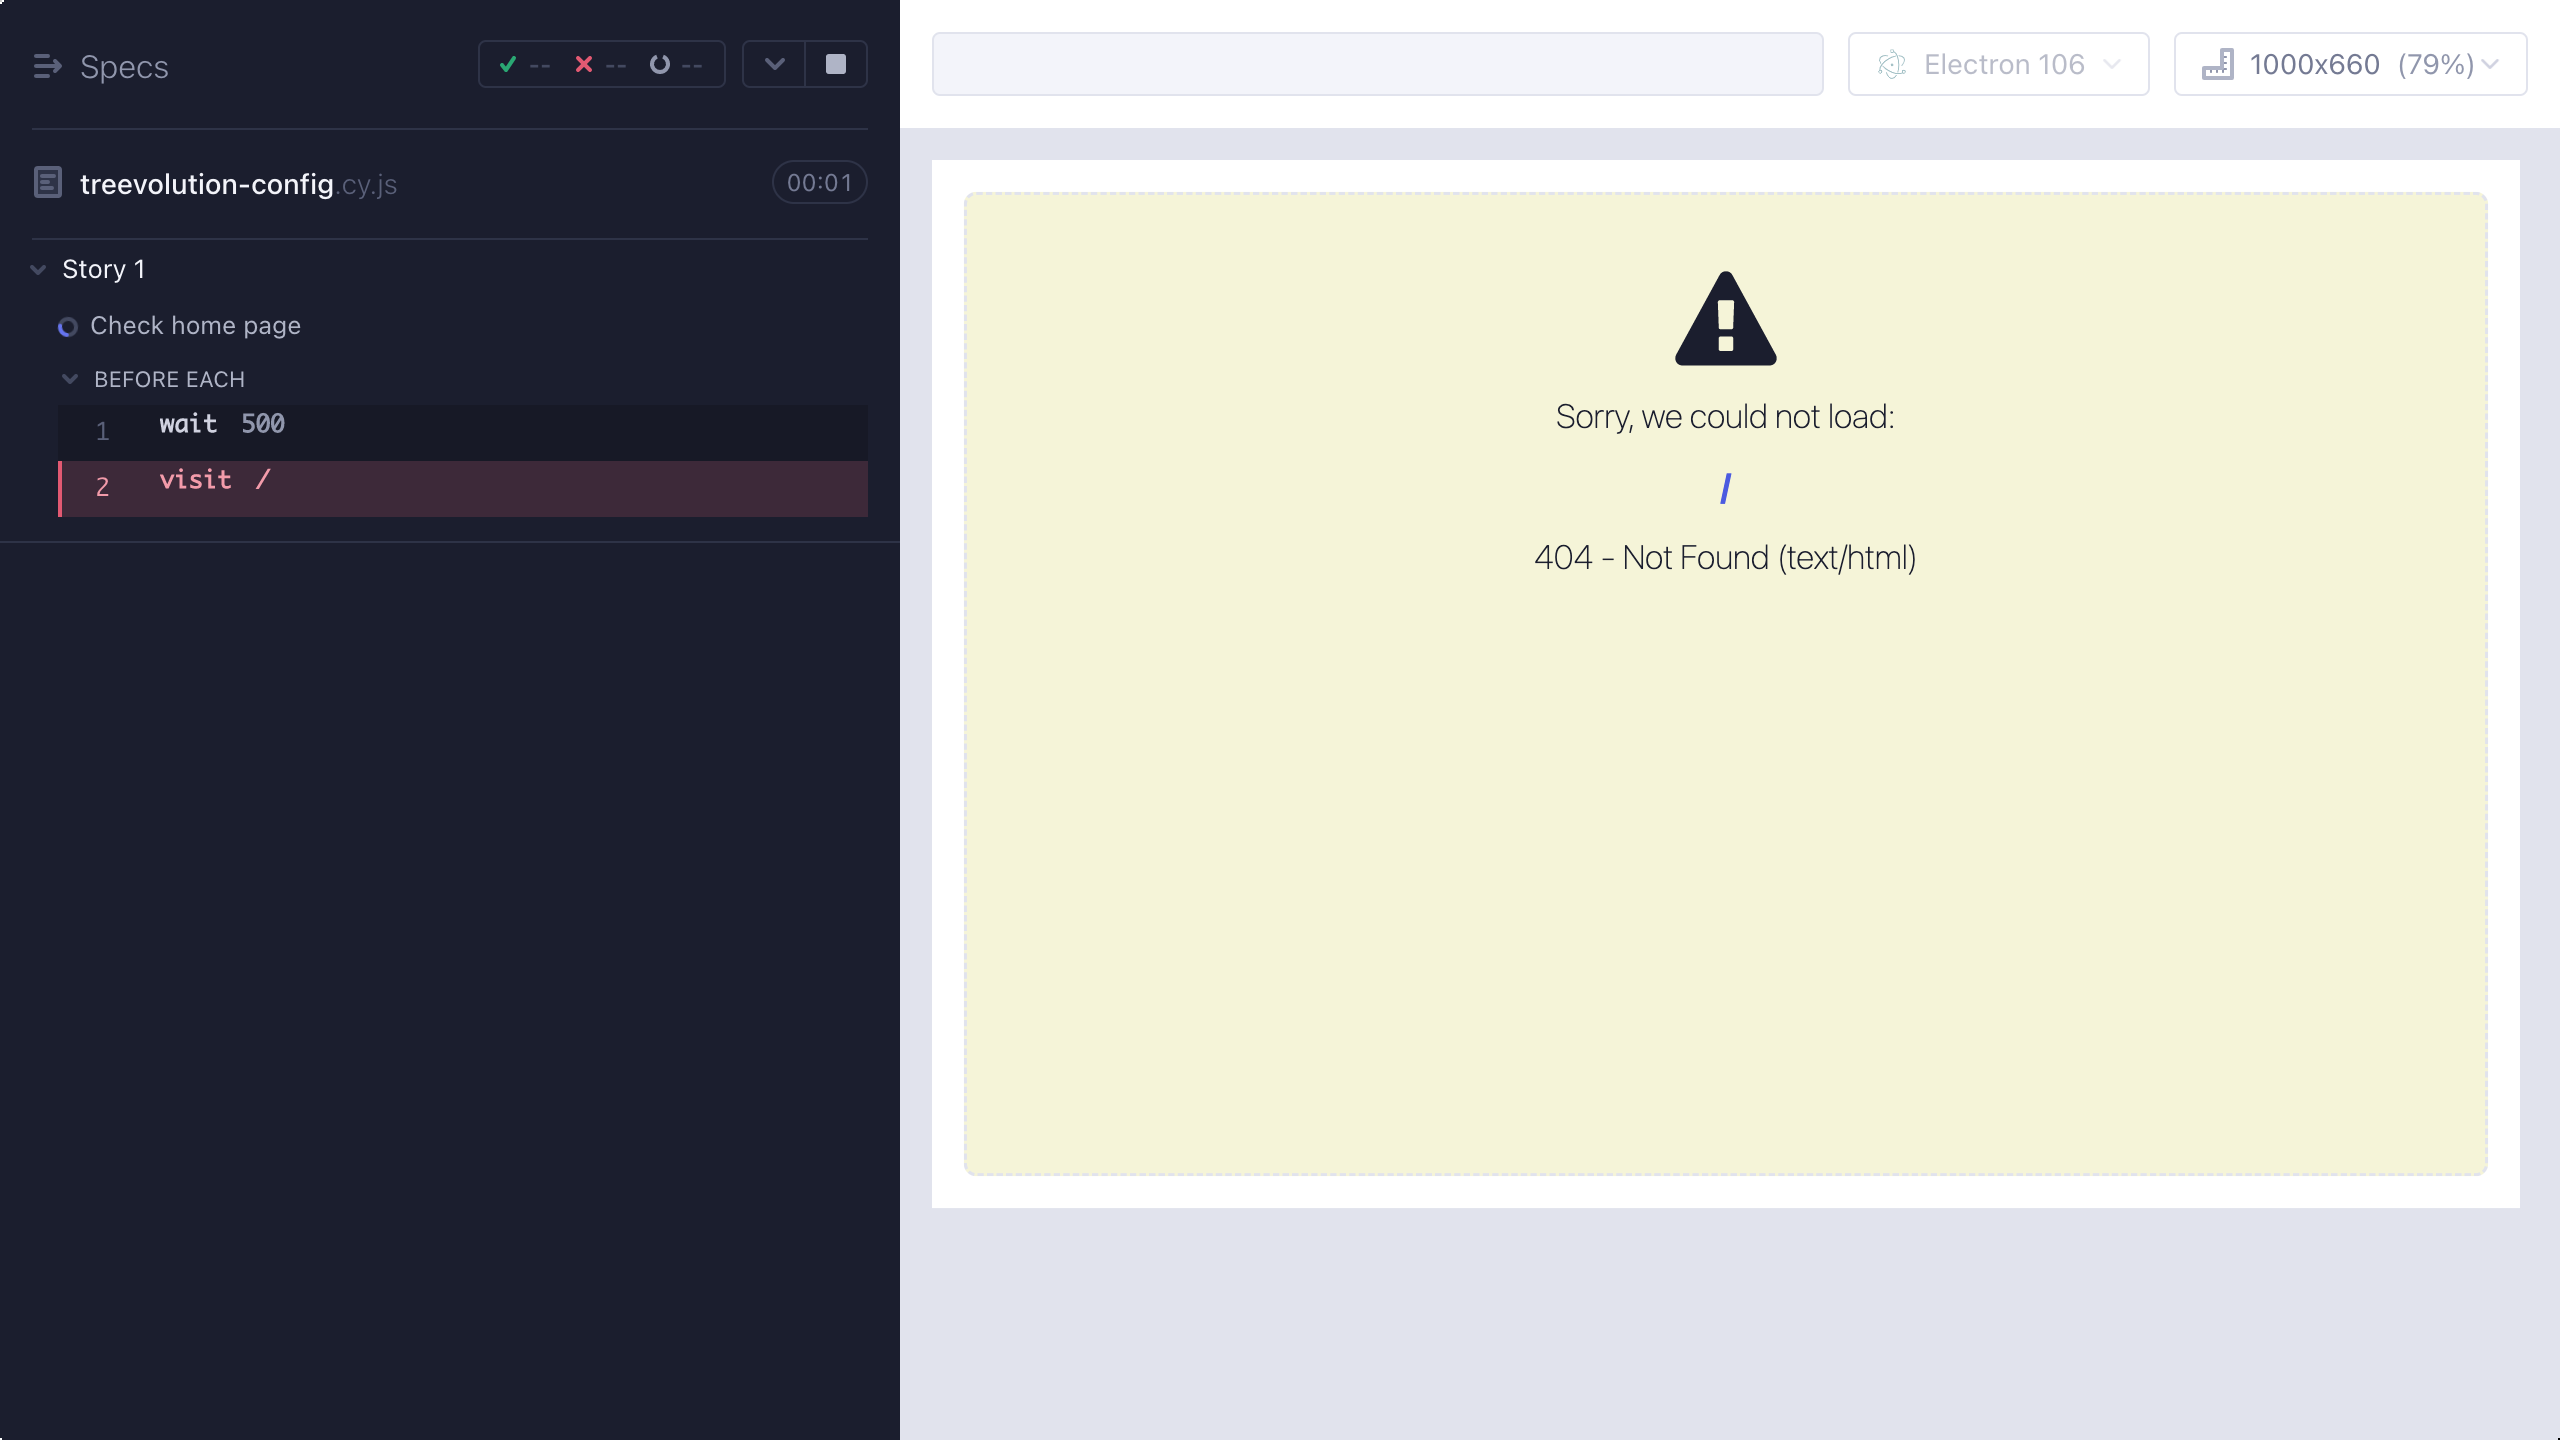 Specs
-- -- --
treevolution-config.cy.js
00:01
Story 1
Check home page
BEFORE EACH
1 wait 500
2 visit /
Electron 106
1000x660 (79%)
Sorry, we could not load:
/
404 - Not Found (text/html)